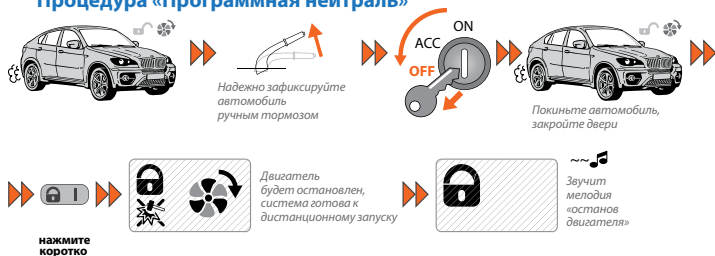 Процедура «Программная нейтраль»
Надежно зафиксируйте
автомобиль
ручным тормозом
ON
ACC
OFF
Покиньте автомобиль,
закройте двери
нажмите
коротко
Двигатель
будет остановлен,
система готова к
дистанционному запуску
Звучит
мелодия
«останов
двигателя»